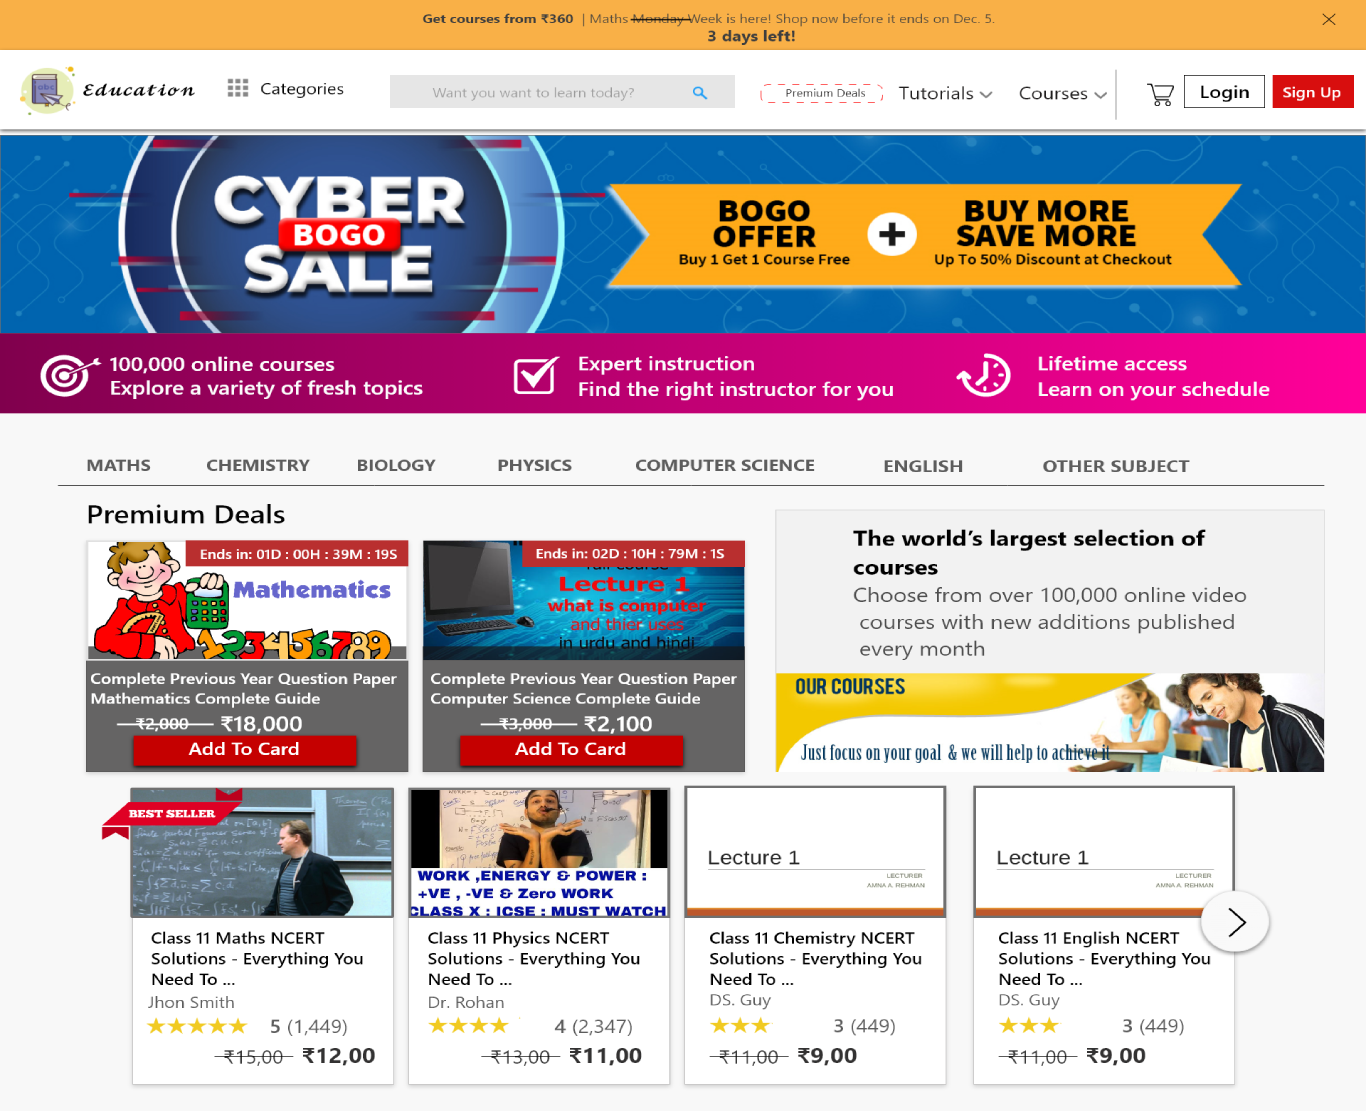 Get courses from ₹360 | Maths Monday Week is here! Shop now before it ends on Dec. 5.
3 days left!
abc
Education
Categories
Want you want to learn today?
Premium Deals
Tutorials
Courses
Login
Sign Up
CYBER
BOGO
SALE
BOGO
OFFER
Buy 1 Get 1 Course Free
+
BUY MORE
SAVE MORE
Up To 50% Discount at Checkout
100,000 online courses
Explore a variety of fresh topics
Expert instruction
Find the right instructor for you
Lifetime access
Learn on your schedule
MATHS CHEMISTRY BIOLOGY PHYSICS COMPUTER SCIENCE ENGLISH OTHER SUBJECT
Premium Deals
Ends in: 01D : 00H : 39M : 19S
Mathematics
123456789
Complete Previous Year Question Paper
Mathematics Complete Guide
₹2,000 ₹18,000
Add To Card
Ends in: 02D : 10H : 79M : 1S
full course
Lecture 1
what is computer
and thier uses
in urdu and hindi
Complete Previous Year Question Paper
Computer Science Complete Guide
₹3,000 ₹2,100
Add To Card
The world's largest selection of
courses
Choose from over 100,000 online video
courses with new additions published
every month
OUR COURSES
Just focus on your goal & we will help to achieve it
BEST SELLER
Class 11 Maths NCERT
Solutions - Everything You
Need To ...
Jhon Smith
5 (1,449)
₹15,00 ₹12,00
WORK ,ENERGY & POWER :
+VE , -VE & Zero WORK
CLASS X : ICSE : MUST WATCH
Class 11 Physics NCERT
Solutions - Everything You
Need To ...
Dr. Rohan
4 (2,347)
₹13,00 ₹11,00
Lecture 1
LECTURER
AMNA A. REHMAN
Class 11 Chemistry NCERT
Solutions - Everything You
Need To ...
DS. Guy
3 (449)
₹11,00 ₹9,00
Lecture 1
LECTURER
AMNA A. REHMAN
Class 11 English NCERT
Solutions - Everything You
Need To ...
DS. Guy
3 (449)
₹11,00 ₹9,00